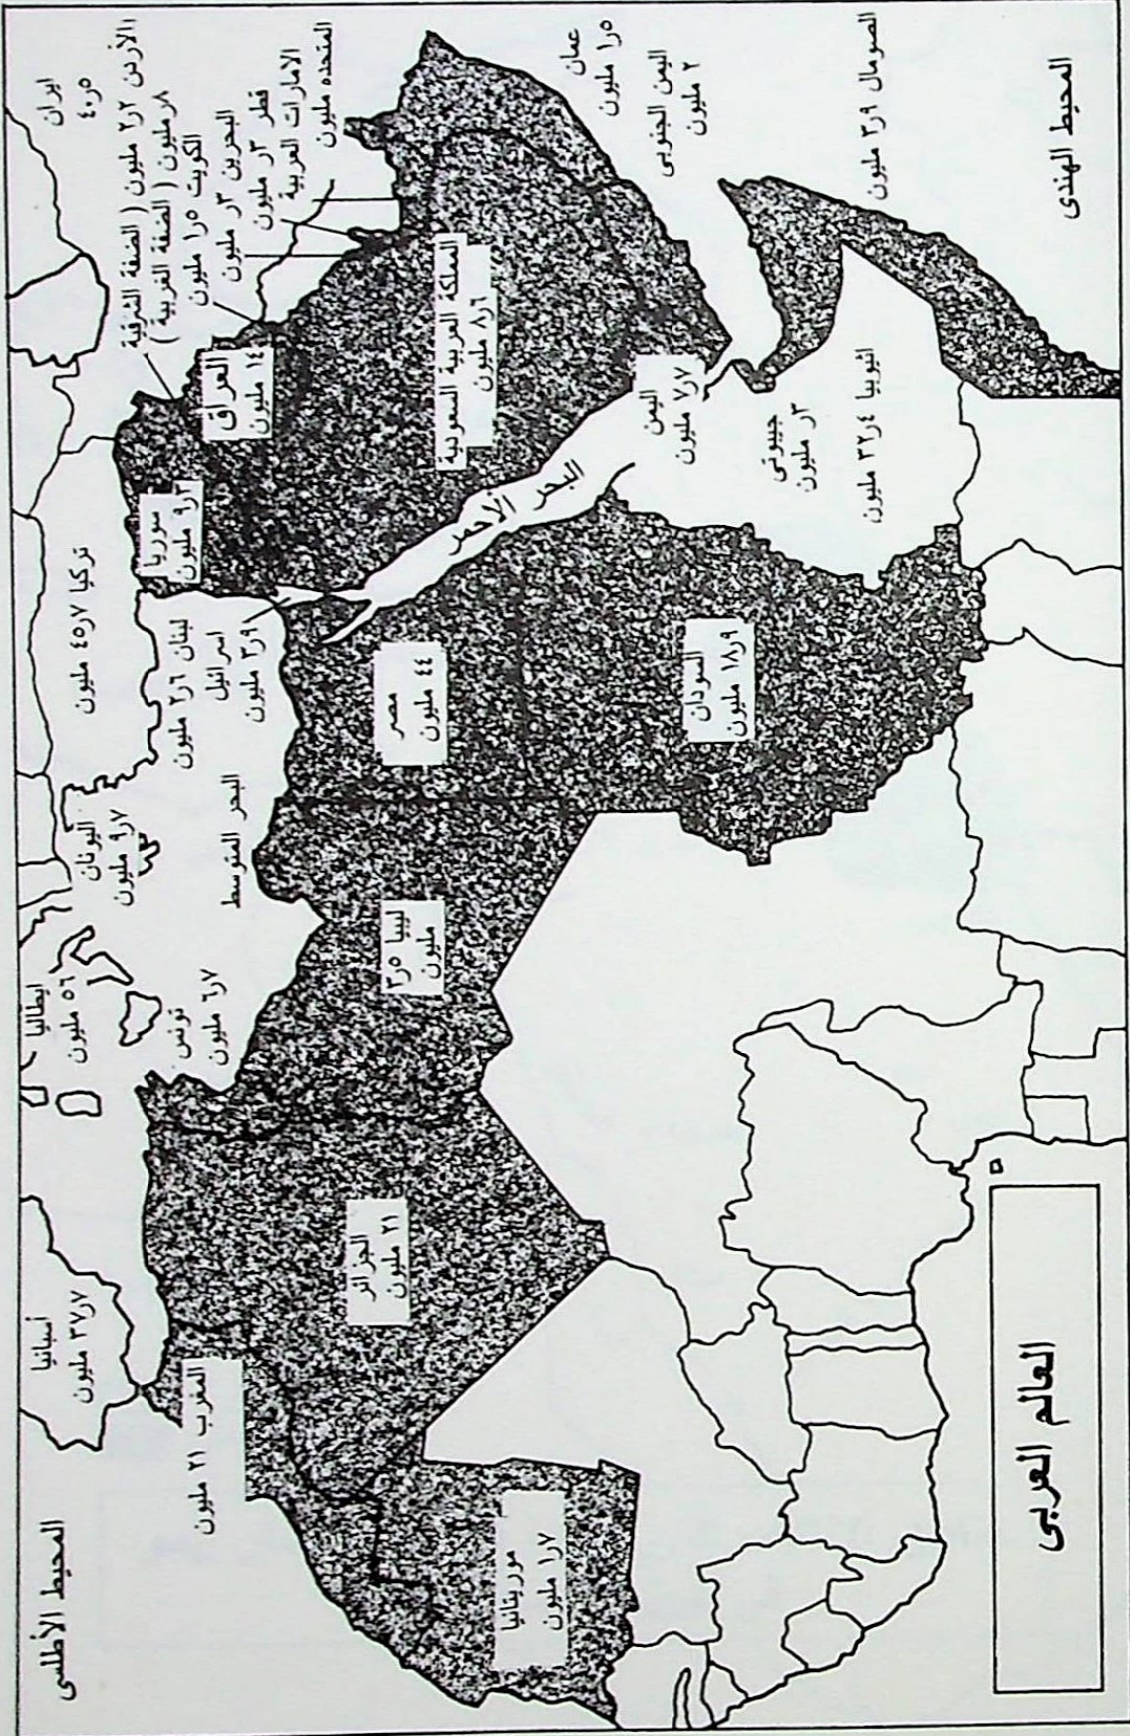 المحيط الأطلسى
أسبانيا
٣٧٫٧ مليون
ايطاليا
٥٦ مليون
اليونان
٩٫٧ مليون
تركيا ٤٥٫٧ مليون
ايران
٤٠٫٥
الأردن ٢٫٢ مليون ( الضفة الشرقية
٫٨ مليون ( الضفة الغربية )
الكويت ١٫٥ مليون
البحرين ٫٣ مليون
قطر ٫٣ مليون
الامارات العربية
المتحده مليون
المغرب ٢١ مليون
تونس
٦٫٧ مليون
البحر المتوسط
لبنان ٢٫٦
مليون
اسرائيل
٣٫٩ مليون
سوريا
٩٫٣ مليون
العراق
١٤ مليون
الجزائر
٢١ مليون
ليبيا ٣٫٥
مليون
مصر
٤٤ مليون
البحر الأحمر
المملكة العربية السعودية
٨٫٦ مليون
عمان
١٫٥ مليون
موريتانيا
١٫٧ مليون
السودان
١٨٫٩ مليون
اليمن
٧٫٧ مليون
اليمن الجنوبى
٢ مليون
جيبوتى
٫٣ مليون
اثيوبيا ٣٢٫٤ مليون
الصومال ٣٫٩ مليون
المحيط الهندى
العالم العربى